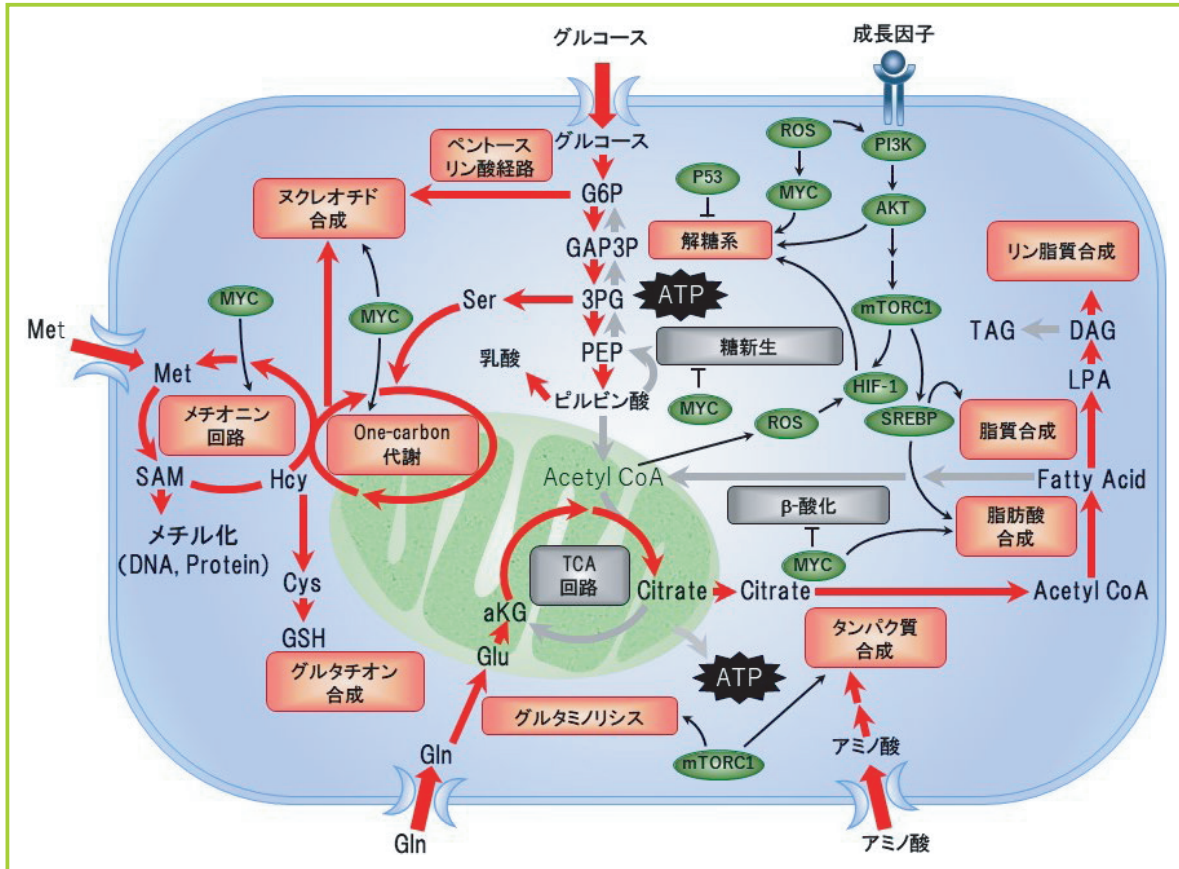 グルコース
成長因子
グルコース
ROS
PI3K
ペントース
リン酸経路
P53
MYC
ヌクレオチド
合成
G6P
AKT
解糖系
GAP3P
リン脂質合成
MYC
MYC
Ser
3PG
ATP
mTORC1
TAG
DAG
Met
Met
乳酸
PEP
糖新生
LPA
ピルビン酸
MYC
HIF-1
メチオニン
回路
One-carbon
代謝
ROS
SREBP
脂質合成
SAM
Hcy
Acetyl CoA
Fatty Acid
β-酸化
メチル化
(DNA, Protein)
脂肪酸
合成
TCA
回路
MYC
Cys
aKG
Citrate
Citrate
Acetyl CoA
GSH
Glu
タンパク質
合成
グルタチオン
合成
ATP
グルタミノリシス
Gln
mTORC1
アミノ酸
Gln
アミノ酸